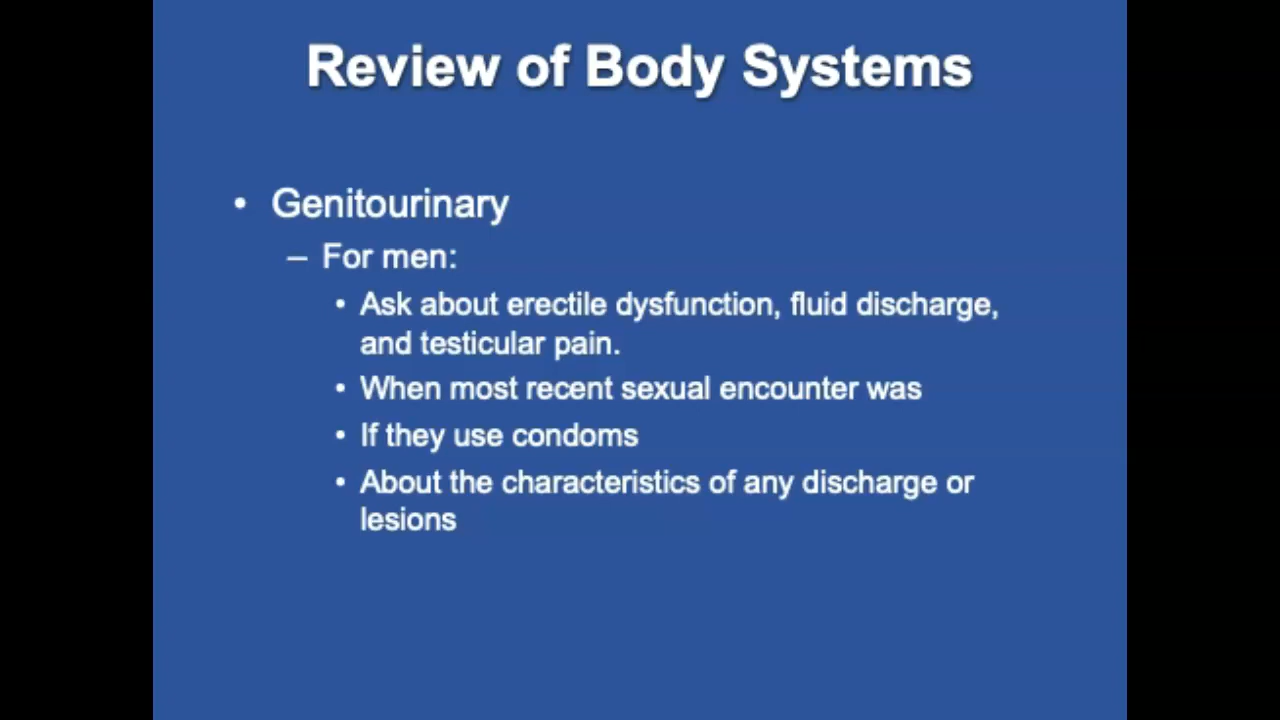 Review of Body Systems
• Genitourinary
– For men:
• Ask about erectile dysfunction, fluid discharge,
and testicular pain.
• When most recent sexual encounter was
• If they use condoms
• About the characteristics of any discharge or
lesions